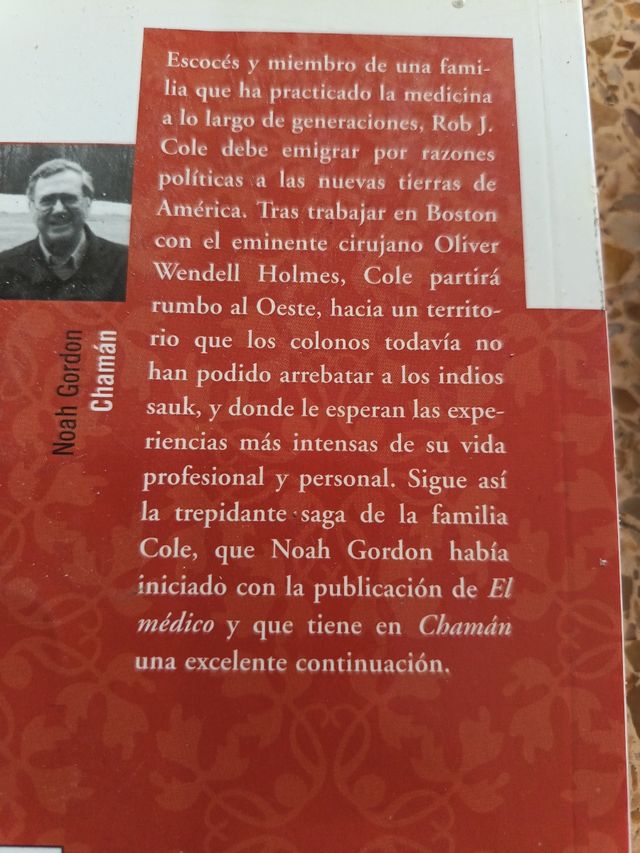 Escocés y miembro de una fami-
lia que ha practicado la medicina
a lo largo de generaciones, Rob J.
Cole debe emigrar por razones
políticas a las nuevas tierras de
América. Tras trabajar en Boston
con el eminente cirujano Oliver
Wendell Holmes, Cole partirá
rumbo al Oeste, hacia un territo-
rio que los colonos todavía no
han podido arrebatar a los indios
sauk, y donde le esperan las expe-
riencias más intensas de su vida
profesional y personal. Sigue así
la trepidante saga de la familia
Cole, que Noah Gordon había
iniciado con la publicación de El
médico y que tiene en Chamán
una excelente continuación.
Noah Gordon
Chamán